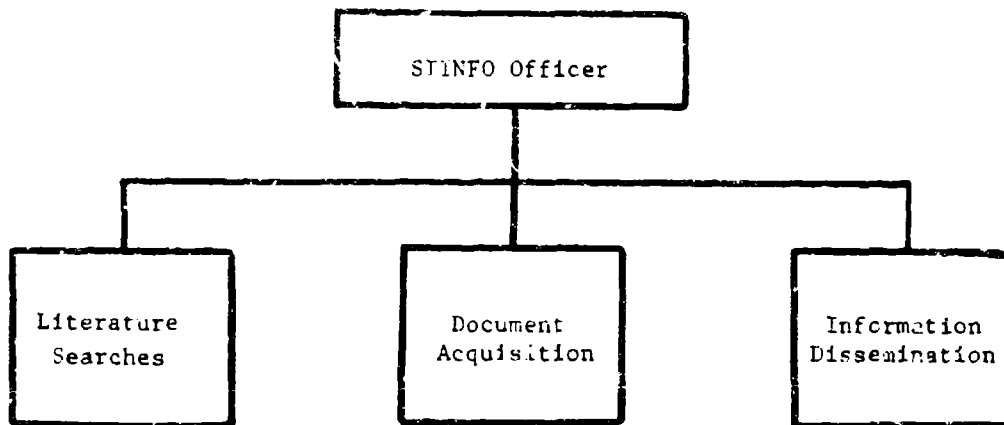 STINFO Officer
Literature
Searches
Document
Acquisition
Information
Dissemination